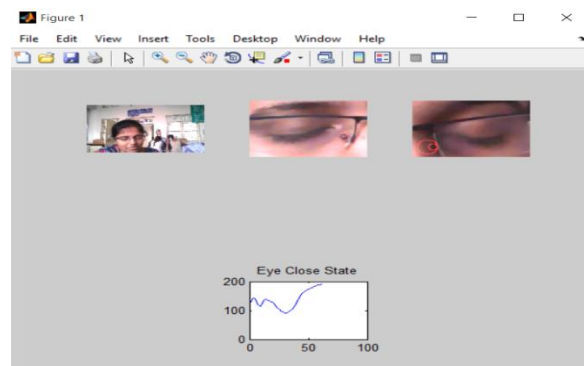 Figure 1
File Edit View Insert Tools Desktop Window Help
Eye Close State
200
100
0
0 50 100